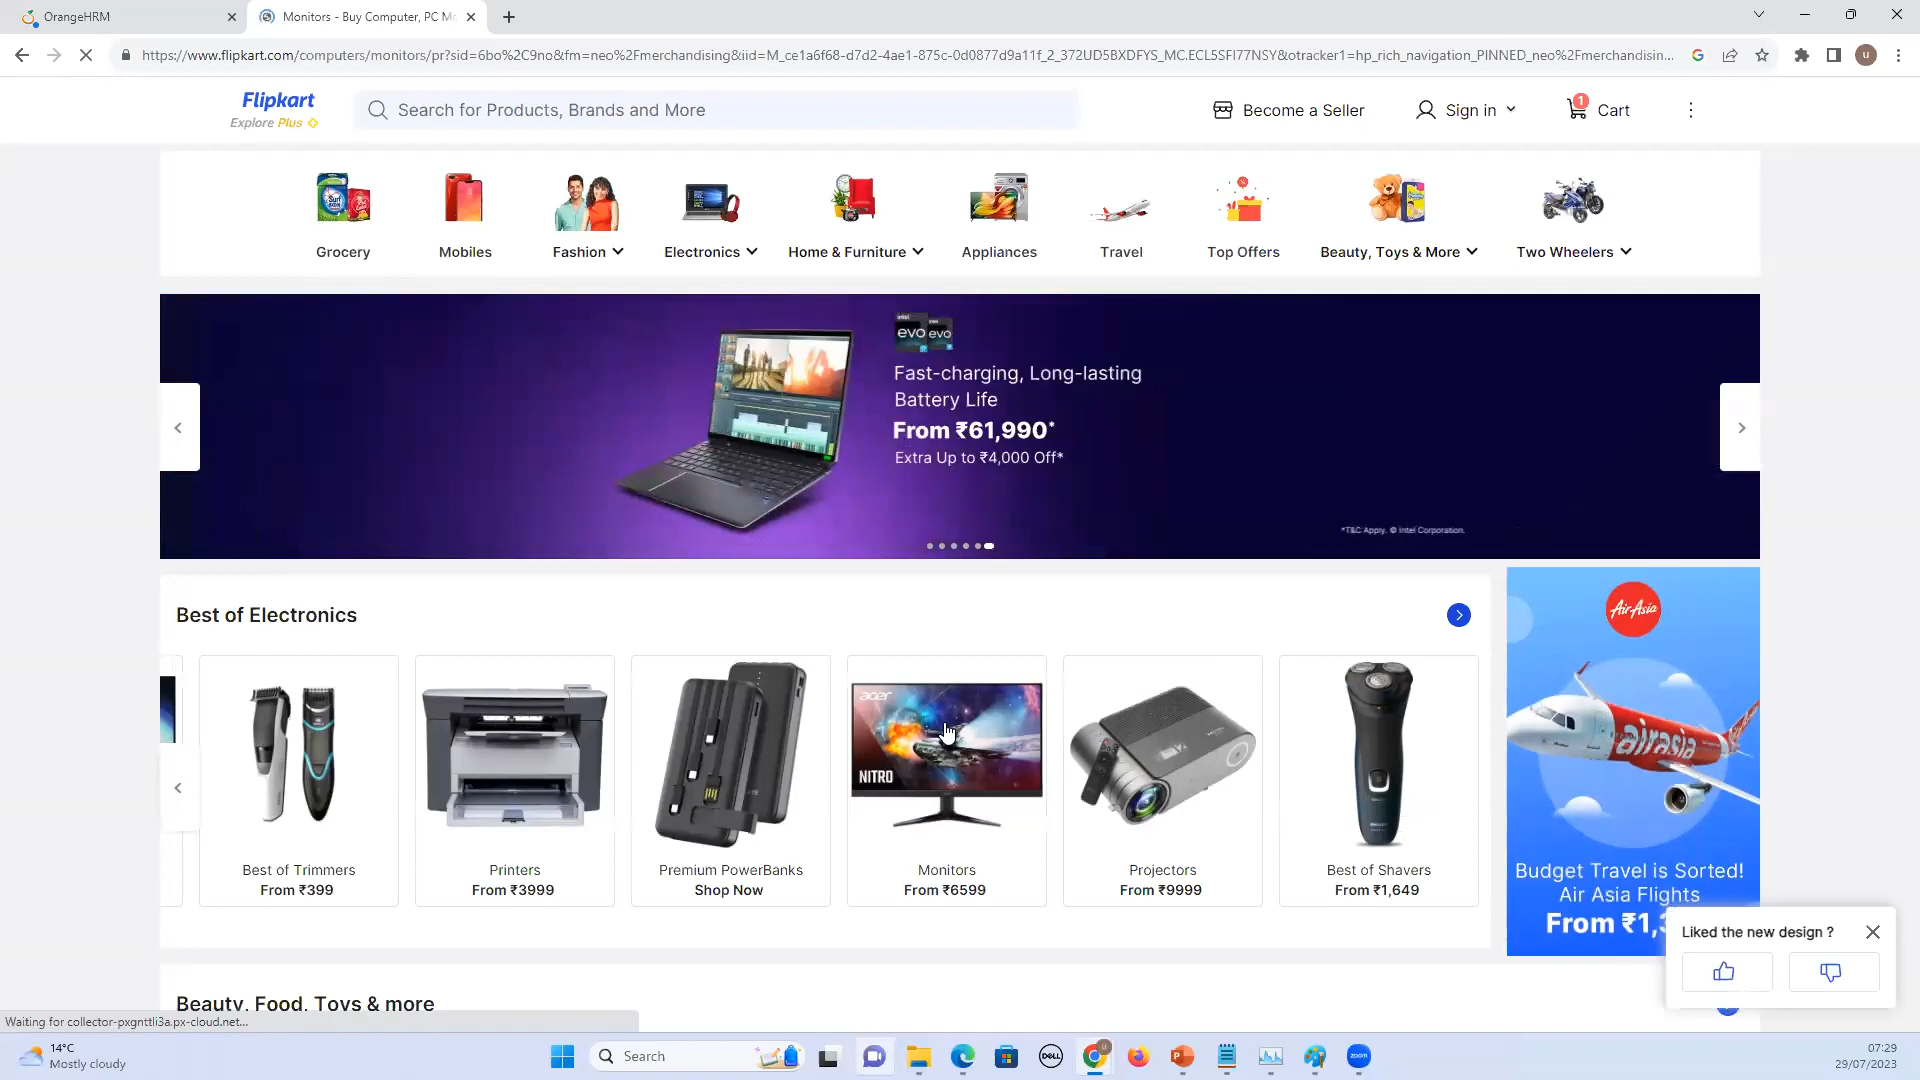 OrangeHRM
Monitors - Buy Computer, PC Mo
https://www.flipkart.com/computers/monitors/pr?sid=6bo%2C9no&fm=neo%2Fmerchandising&iid=M_ce1a6f68-d7d2-4ae1-875c-0d0877d9a11f_2_372UD5BXDFYS_MC.ECL5SFI77NSY&otracker1=hp_rich_navigation_PINNED_neo%2Fmerchandisin...
u
Flipkart
Explore Plus
Search for Products, Brands and More
Become a Seller
Sign in
1
Cart
Grocery
Mobiles
Fashion
Electronics
Home & Furniture
Appliances
Travel
Top Offers
Beauty, Toys & More
Two Wheelers
intel
evo evo
Fast-charging, Long-lasting
Battery Life
From ₹61,990*
Extra Up to ₹4,000 Off*
*T&C Apply. © Intel Corporation.
Best of Electronics
acer
NITRO
Best of Trimmers
From ₹399
Printers
From ₹3999
Premium PowerBanks
Shop Now
Monitors
From ₹6599
Projectors
From ₹9999
Best of Shavers
From ₹1,649
AirAsia
airasia
Budget Travel is Sorted!
Air Asia Flights
From ₹1,
Liked the new design ?
Beauty, Food, Toys & more
Waiting for collector-pxgnttli3a.px-cloud.net...
14°C
Mostly cloudy
Search
DELL
zoom
07:29
29/07/2023